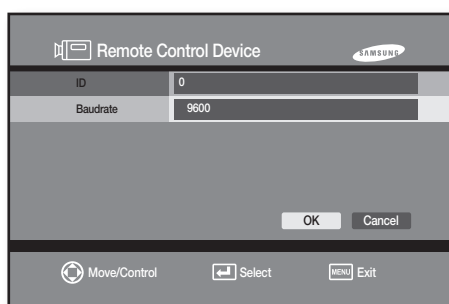 Remote Control Device SAMSUNG
ID 0
Baudrate 9600
OK Cancel
Move/Control Select MENU Exit